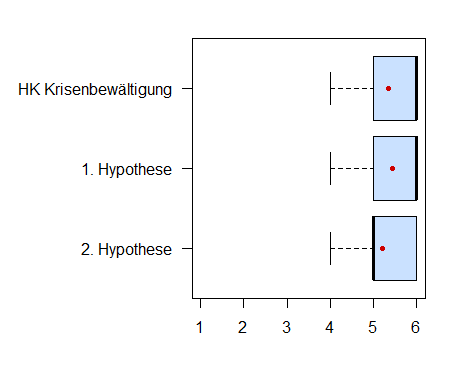 HK Krisenbewältigung
1. Hypothese
2. Hypothese
1 2 3 4 5 6